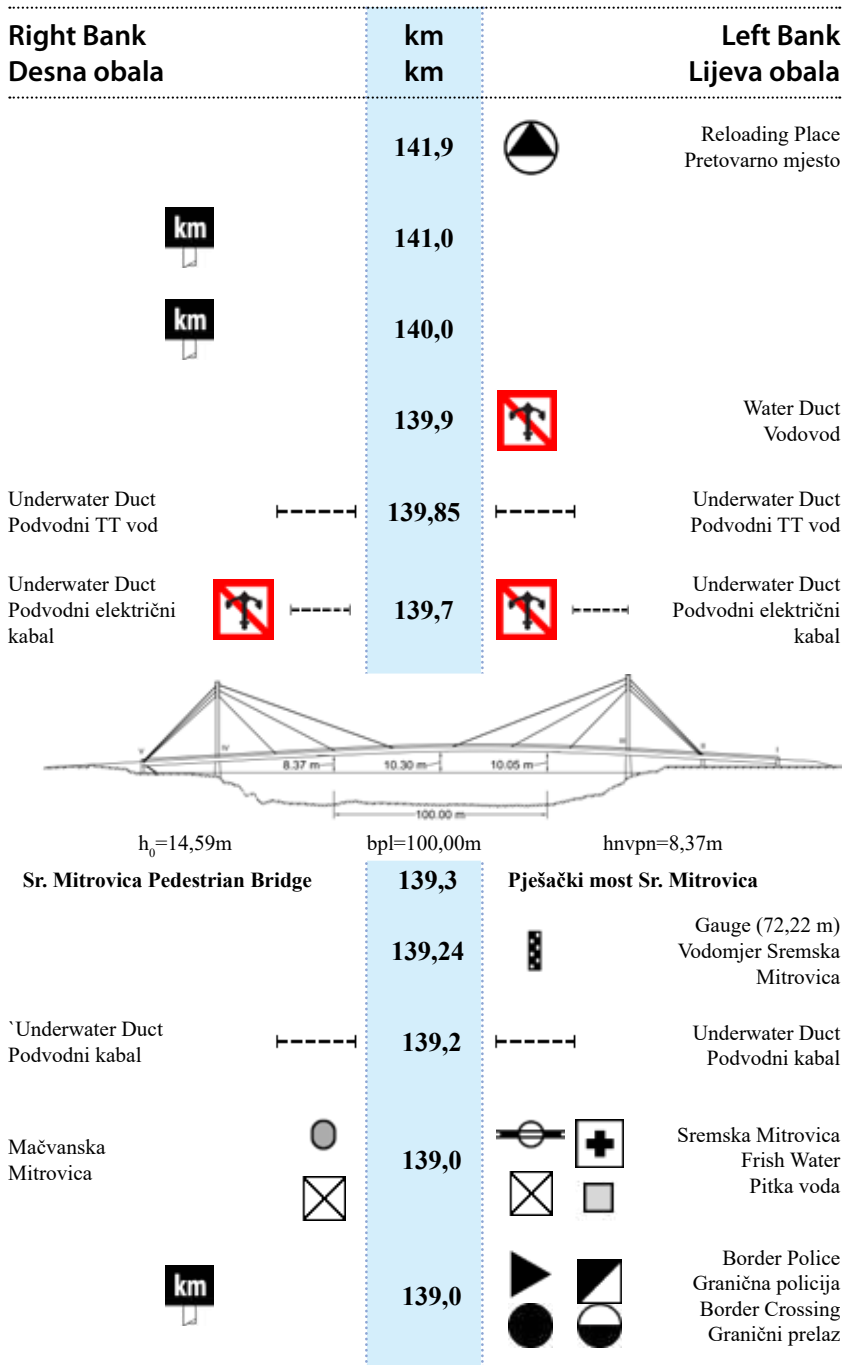 Right Bank km Left Bank
Desna obala km Lijeva obala
141,9 Reloading Place
Pretovarno mjesto
km 141,0
km 140,0
139,9 Water Duct
Vodovod
Underwater Duct 139,85 Underwater Duct
Podvodni TT vod Podvodni TT vod
Underwater Duct 139,7 Underwater Duct
Podvodni električni Podvodni električni
kabal kabal
V IV III II I
8.37 m 10.30 m 10.05 m
100.00 m
h₀=14,59m bpl=100,00m hnvpn=8,37m
Sr. Mitrovica Pedestrian Bridge 139,3 Pješački most Sr. Mitrovica
139,24 Gauge (72,22 m)
Vodomjer Sremska
Mitrovica
`Underwater Duct 139,2 Underwater Duct
Podvodni kabal Podvodni kabal
Mačvanska 139,0 Sremska Mitrovica
Mitrovica Frish Water
Pitka voda
km 139,0 Border Police
Granična policija
Border Crossing
Granični prelaz